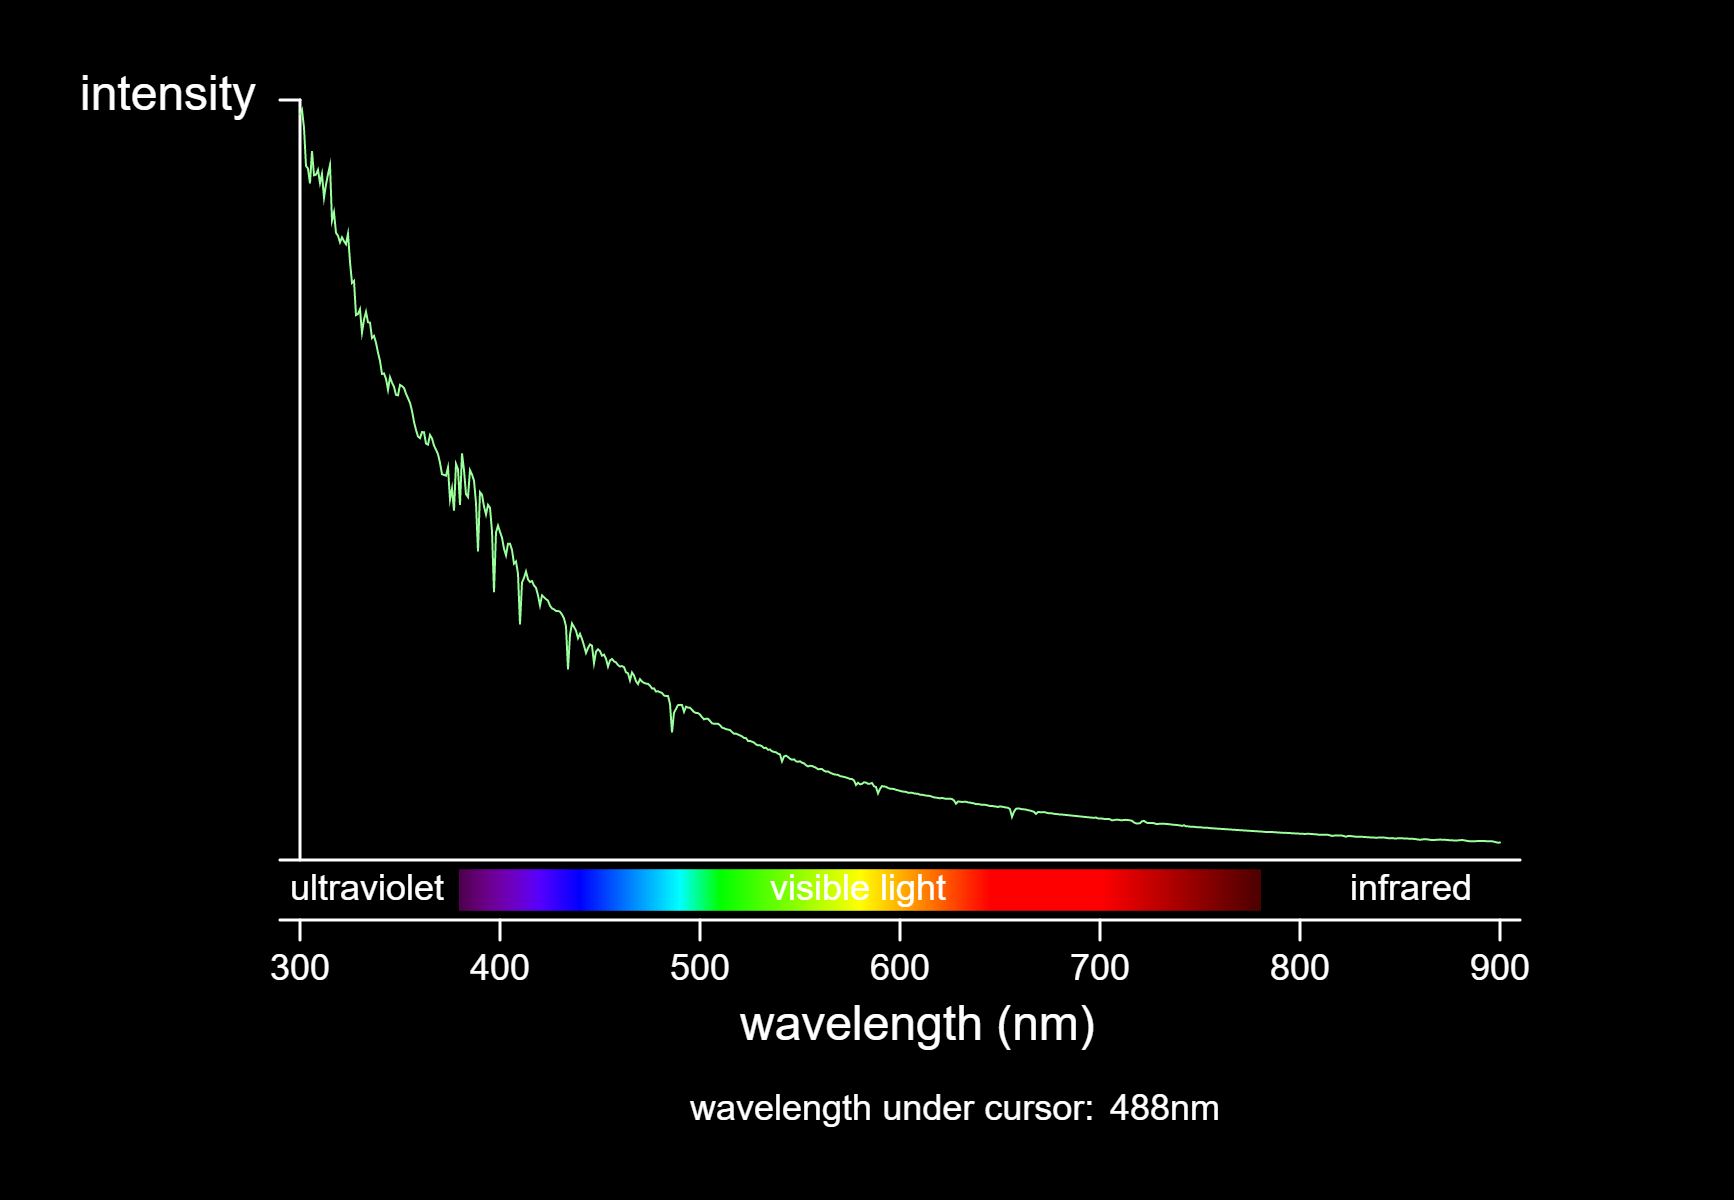 intensity
ultraviolet visible light infrared
300 400 500 600 700 800 900
wavelength (nm)
wavelength under cursor: 488nm